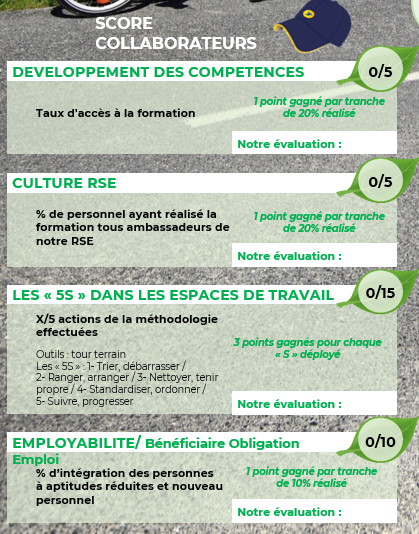 SCORE
COLLABORATEURS
DEVELOPPEMENT DES COMPETENCES
0/5
Taux d'accès à la formation
1 point gagné par tranche
de 20% réalisé
Notre évaluation :
CULTURE RSE
0/5
% de personnel ayant réalisé la
formation tous ambassadeurs de
notre RSE
1 point gagné par tranche
de 20% réalisé
Notre évaluation :
LES « 5S » DANS LES ESPACES DE TRAVAIL
0/15
X/5 actions de la méthodologie
effectuées
Outils : tour terrain
Les « 5S » : 1- Trier, débarrasser /
2- Ranger, arranger / 3- Nettoyer, tenir
propre / 4- Standardiser, ordonner /
5- Suivre, progresser
3 points gagnés pour chaque
« S » déployé
Notre évaluation :
EMPLOYABILITE/ Bénéficiaire Obligation
Emploi
0/10
% d'intégration des personnes
à aptitudes réduites et nouveau
personnel
1 point gagné par tranche
de 10% réalisé
Notre évaluation :